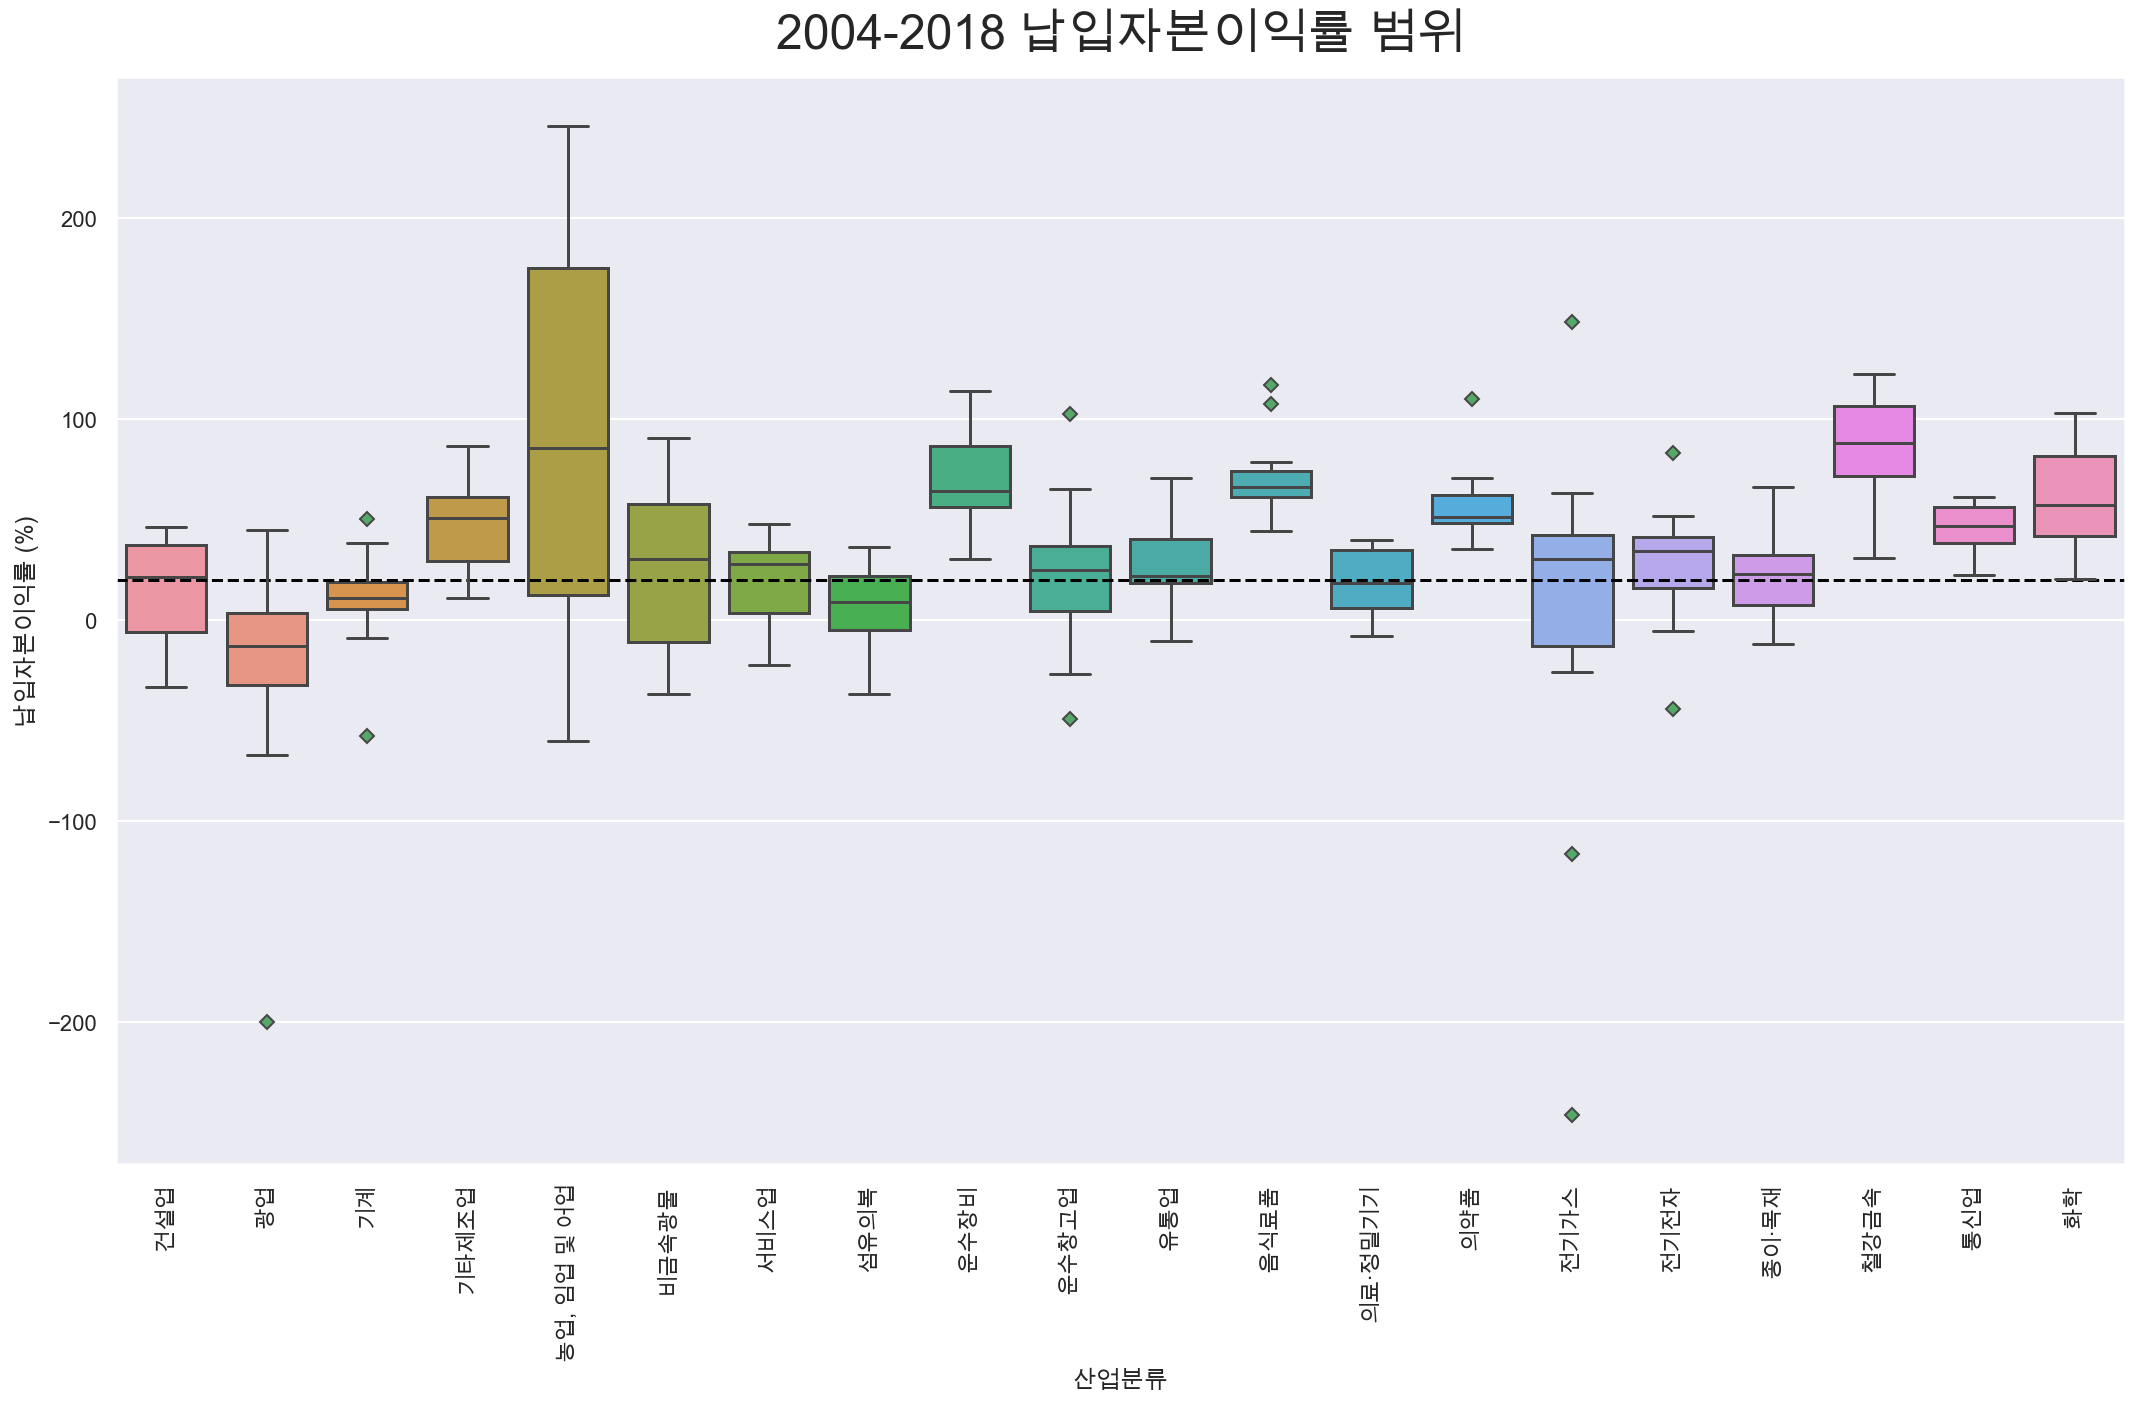 2004-2018 납입자본이익률 범위
납입자본이익률 (%)
200
100
0
−100
−200
건설업
광업
기계
기타제조업
농업, 임업 및 어업
비금속광물
서비스업
섬유의복
운수장비
운수창고업
유통업
음식료품
의료·정밀기기
의약품
전기가스
전기전자
종이·목재
철강금속
통신업
화학
산업분류